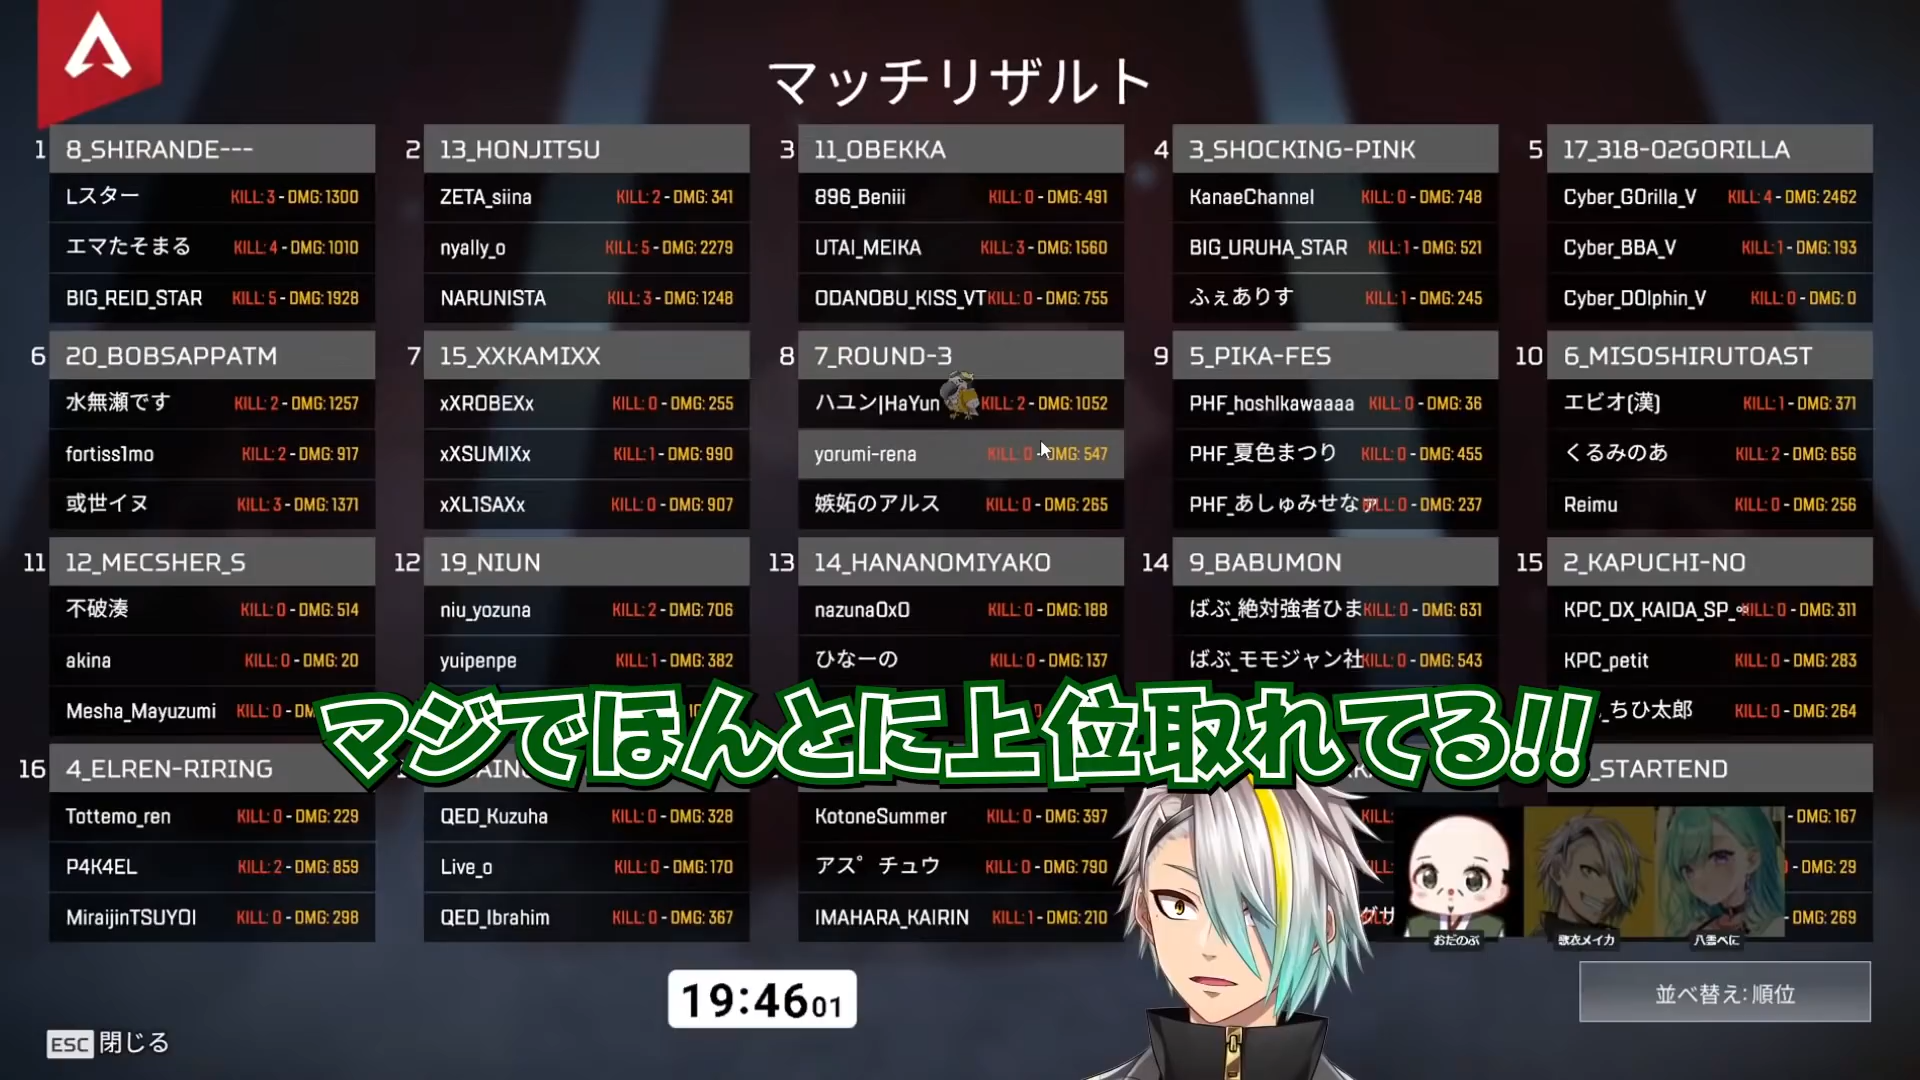 マッチリザルト
1 8_SHIRANDE---
Lスター KILL: 3 - DMG: 1300
エマたそまる KILL: 4 - DMG: 1010
BIG_REID_STAR KILL: 5 - DMG: 1928
2 13_HONJITSU
ZETA_siina KILL: 2 - DMG: 341
nyally_o KILL: 5 - DMG: 2279
NARUNISTA KILL: 3 - DMG: 1248
3 11_OBEKKA
896_Beniii KILL: 0 - DMG: 491
UTAI_MEIKA KILL: 3 - DMG: 1560
ODANOBU_KISS_VT KILL: 0 - DMG: 755
4 3_SHOCKING-PINK
KanaeChannel KILL: 0 - DMG: 748
BIG_URUHA_STAR KILL: 1 - DMG: 521
ふぇありす KILL: 1 - DMG: 245
5 17_318-02GORILLA
Cyber_GOrilla_V KILL: 4 - DMG: 2462
Cyber_BBA_V KILL: 1 - DMG: 193
Cyber_DOlphin_V KILL: 0 - DMG: 0
6 20_BOBSAPPATM
水無瀬です KILL: 2 - DMG: 1257
fortiss1mo KILL: 2 - DMG: 917
或世イヌ KILL: 3 - DMG: 1371
7 15_XXKAMIXX
xXROBEXx KILL: 0 - DMG: 255
xXSUMIXx KILL: 1 - DMG: 990
xXL1SAXx KILL: 0 - DMG: 907
8 7_ROUND-3
ハユン|HaYun KILL: 2 - DMG: 1052
yorumi-rena KILL: 0 - DMG: 547
嫉妬のアルス KILL: 0 - DMG: 265
9 5_PIKA-FES
PHF_hoshIkawaaaa KILL: 0 - DMG: 36
PHF_夏色まつり KILL: 0 - DMG: 455
PHF_あしゅみせなァ KILL: 0 - DMG: 237
10 6_MISOSHIRUTOAST
エビオ(漢) KILL: 1 - DMG: 371
くるみのあ KILL: 2 - DMG: 656
Reimu KILL: 0 - DMG: 256
11 12_MECSHER_S
不破湊 KILL: 0 - DMG: 514
akina KILL: 0 - DMG: 20
Mesha_Mayuzumi KILL: 0 -
12 19_NIUN
niu_yozuna KILL: 2 - DMG: 706
yuipenpe KILL: 1 - DMG: 382
13 14_HANANOMIYAKO
nazunaOxO KILL: 0 - DMG: 188
ひなーの KILL: 0 - DMG: 137
14 9_BABUMON
ばぶ_絶対強者ひま KILL: 0 - DMG: 631
ばぶ_モモジャン社 KILL: 0 - DMG: 543
15 2_KAPUCHI-NO
KPC_DX_KAIDA_SP_ KILL: 0 - DMG: 311
KPC_petit KILL: 0 - DMG: 283
_ちひ太郎 KILL: 0 - DMG: 264
マジでほんとに上位取れてる!!
16 4_ELREN-RIRING
Tottemo_ren KILL: 0 - DMG: 229
P4K4EL KILL: 2 - DMG: 859
MiraijinTSUYOI KILL: 0 - DMG: 298
QED_Kuzuha KILL: 0 - DMG: 328
Live_o KILL: 0 - DMG: 170
QED_Ibrahim KILL: 0 - DMG: 367
KotoneSummer KILL: 0 - DMG: 397
アズ゜チュウ KILL: 0 - DMG: 790
IMAHARA_KAIRIN KILL: 1 - DMG: 210
KILL:
KILL:
_STARTEND
- DMG: 167
- DMG: 29
- DMG: 269
おだのぶ
歌衣メイカ
八雲べに
19:46 01
並べ替え: 順位
ESC 閉じる